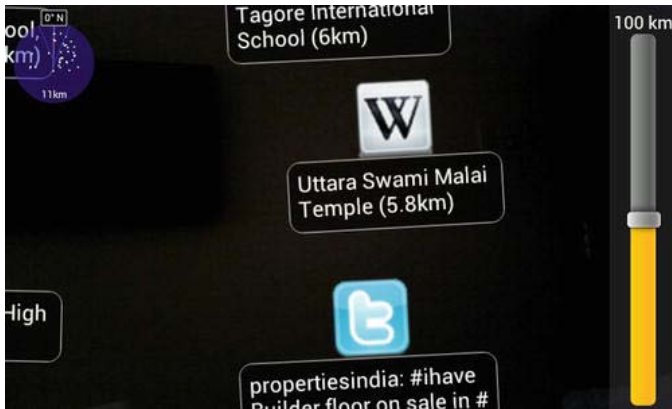 ool,
km)
0° N
11km
Tagore International
School (6km)
100 km
W
Uttara Swami Malai
Temple (5.8km)
High
propertiesindia: #ihave
Builder floor on sale in #